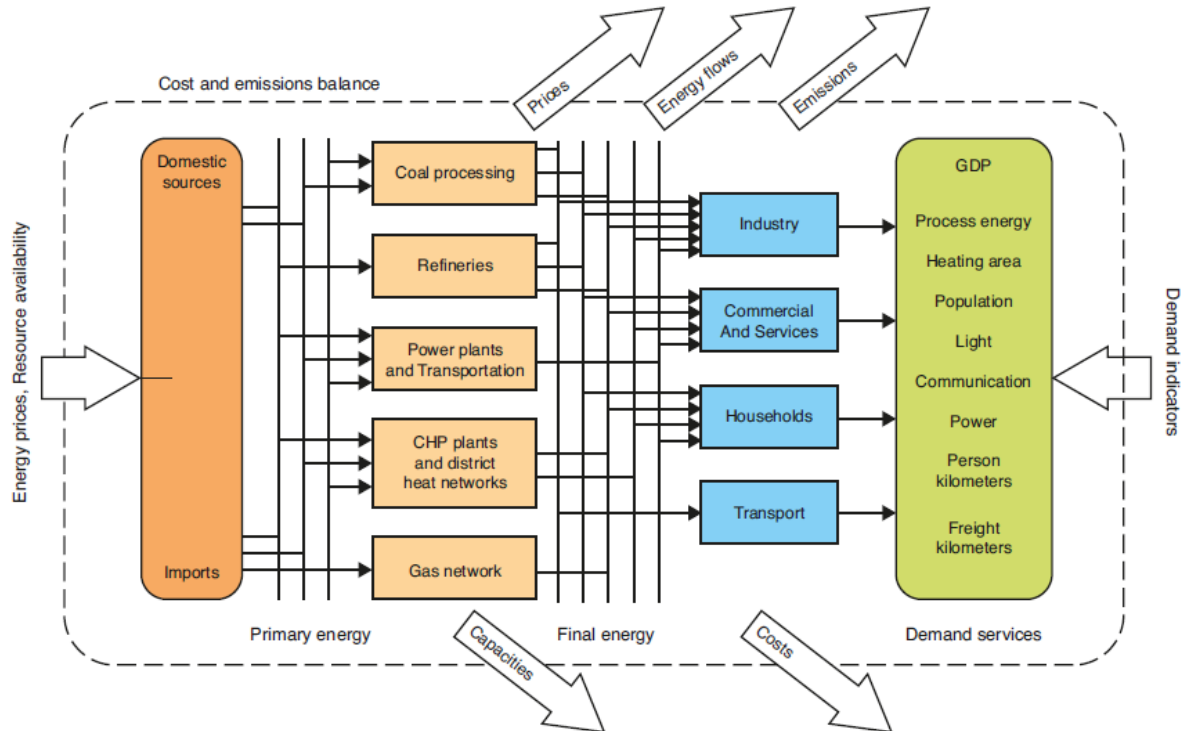 Prices
Energy flows
Emissions
Cost and emissions balance
Energy prices, Resource availability
Domestic
sources
Imports
Coal processing
Refineries
Power plants
and Transportation
CHP plants
and district
heat networks
Gas network
Industry
Commercial
And Services
Households
Transport
GDP
Process energy
Heating area
Population
Light
Communication
Power
Person
kilometers
Freight
kilometers
Demand indicators
Primary energy
Final energy
Demand services
Capacities
Costs